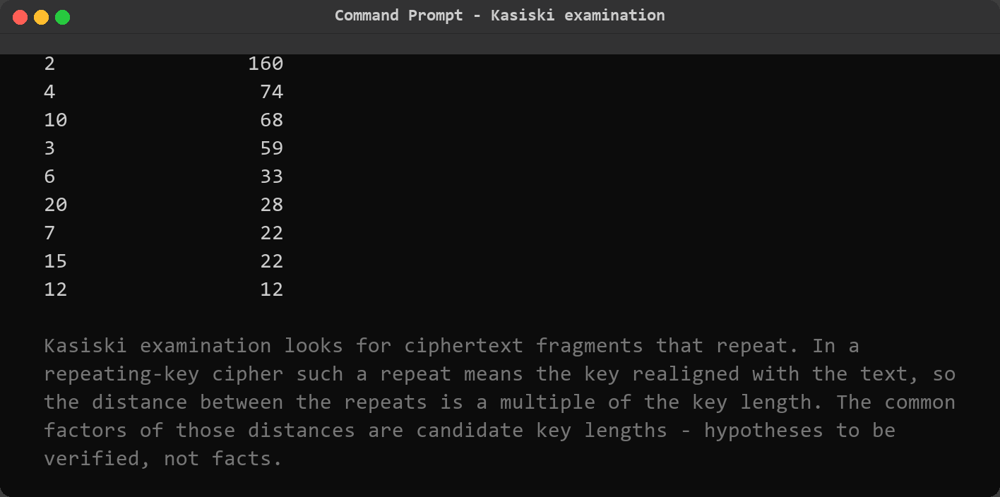 Command Prompt - Kasiski examination
2 160
4 74
10 68
3 59
6 33
20 28
7 22
15 22
12 12
Kasiski examination looks for ciphertext fragments that repeat. In a
repeating-key cipher such a repeat means the key realigned with the text, so
the distance between the repeats is a multiple of the key length. The common
factors of those distances are candidate key lengths - hypotheses to be
verified, not facts.